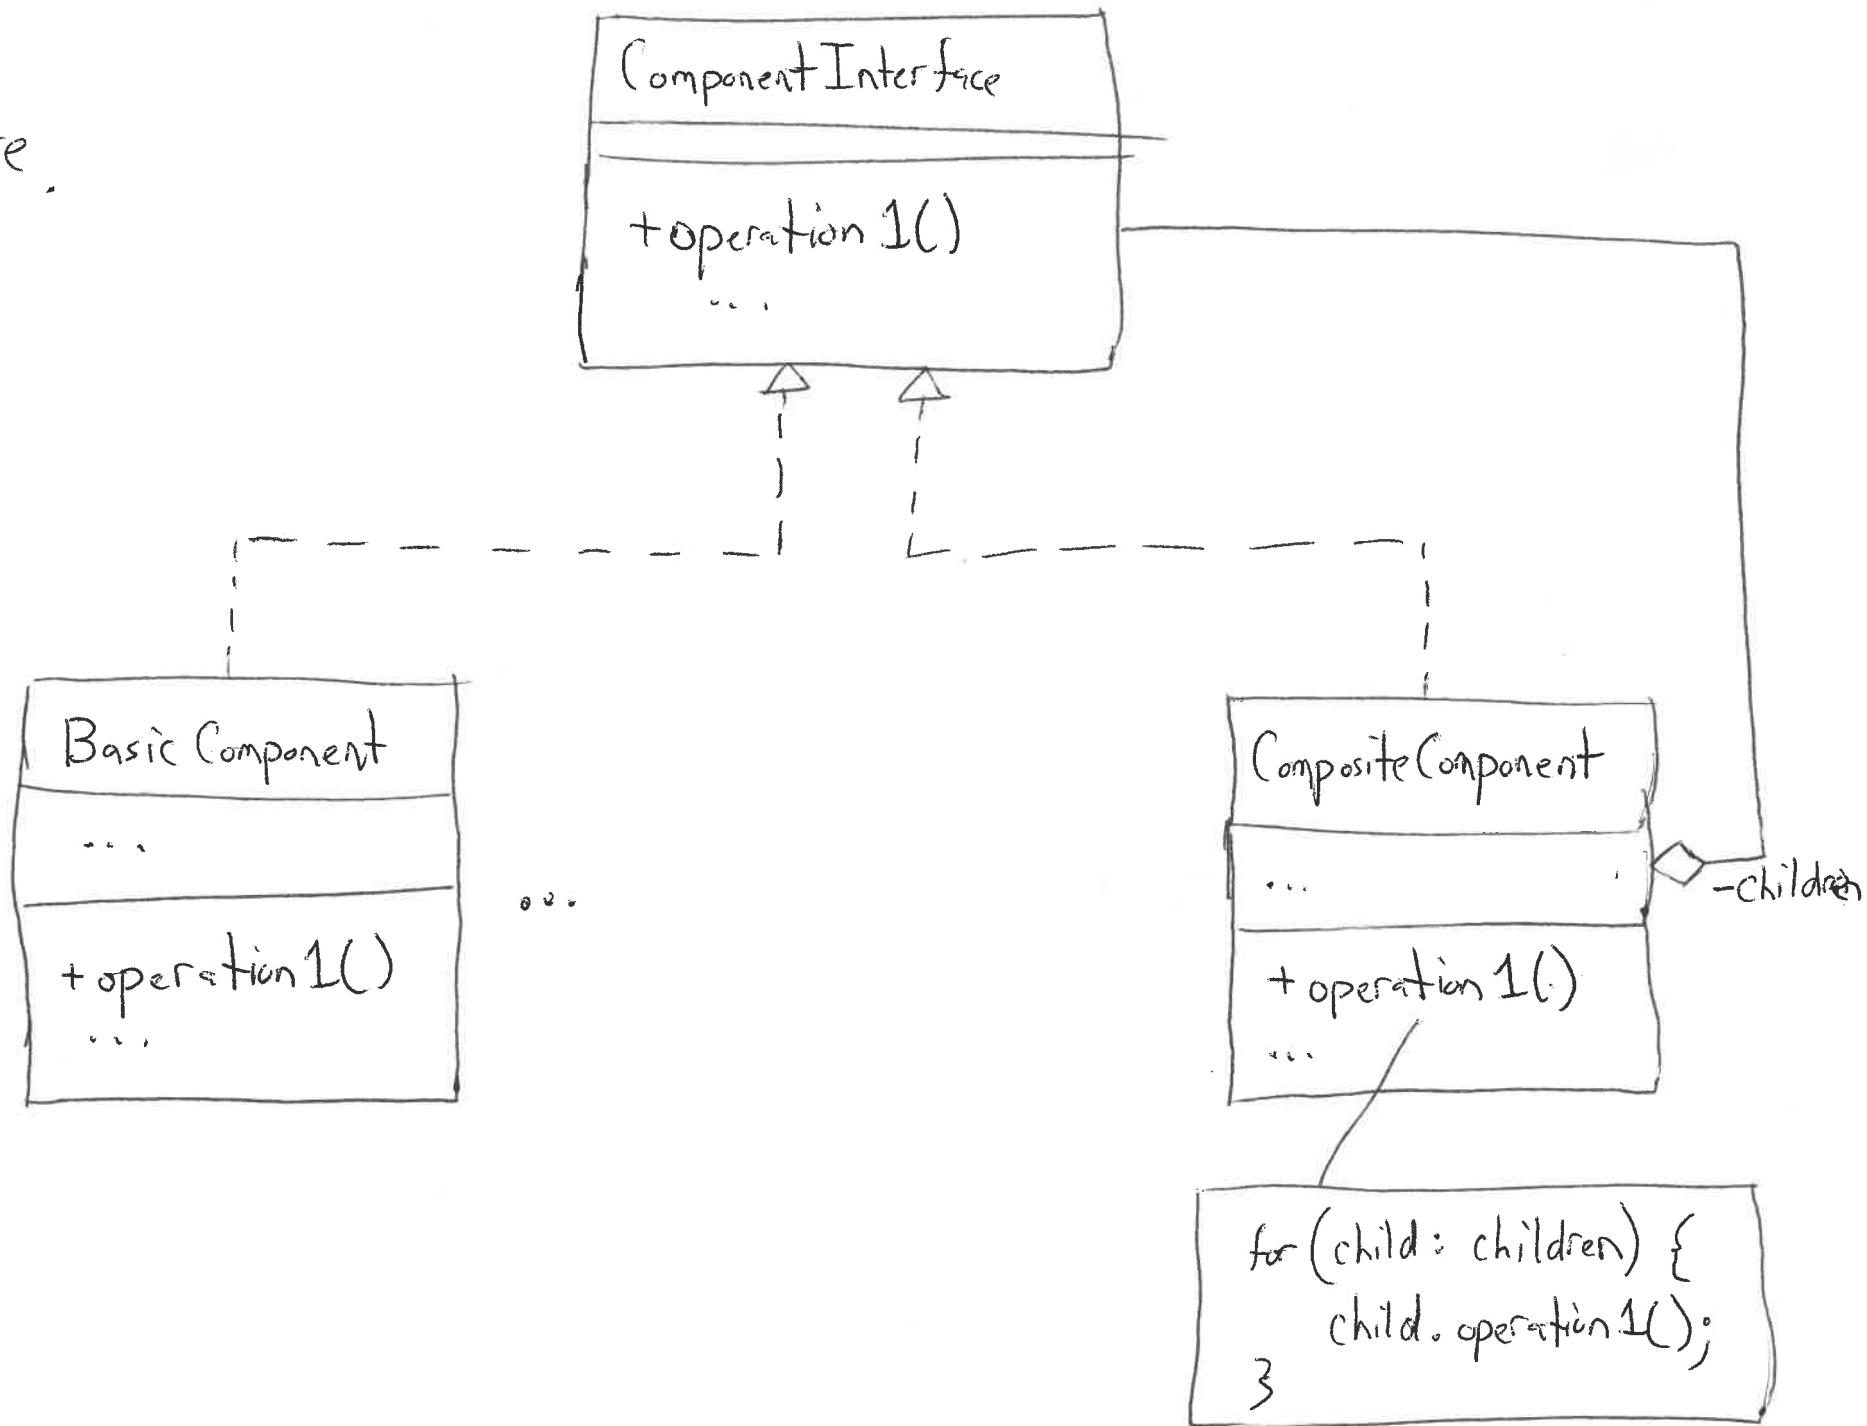 ComponentInterface
+operation1()
...
e.
BasicComponent
...
+operation1()
...
...
CompositeComponent
...
-children
+operation1()
...
for (child: children) {
child.operation1();
}